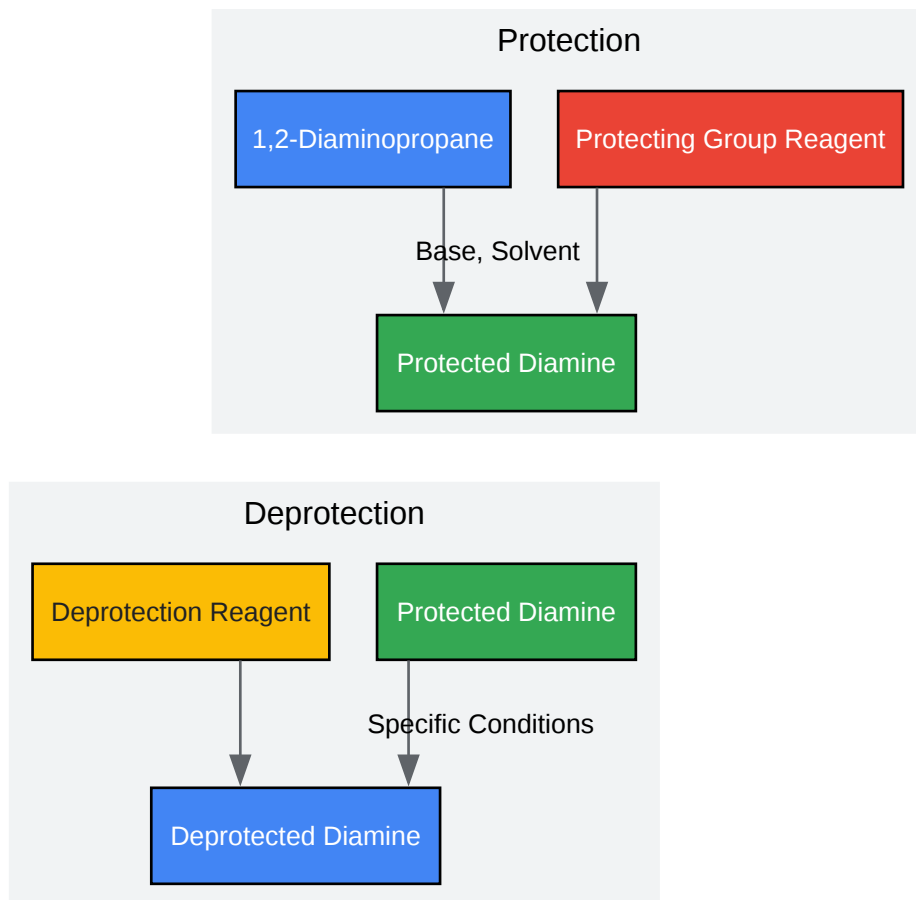 Protection
1,2-Diaminopropane
Protecting Group Reagent
Base, Solvent
Protected Diamine
Deprotection
Deprotection Reagent
Protected Diamine
Specific Conditions
Deprotected Diamine